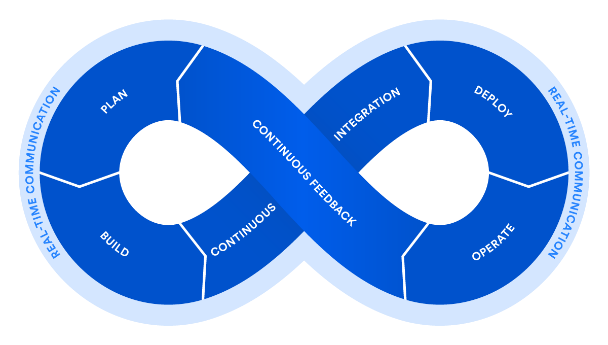 REAL-TIME COMMUNICATION
PLAN
BUILD
CONTINUOUS
INTEGRATION
CONTINUOUS FEEDBACK
DEPLOY
OPERATE
REAL-TIME COMMUNICATION